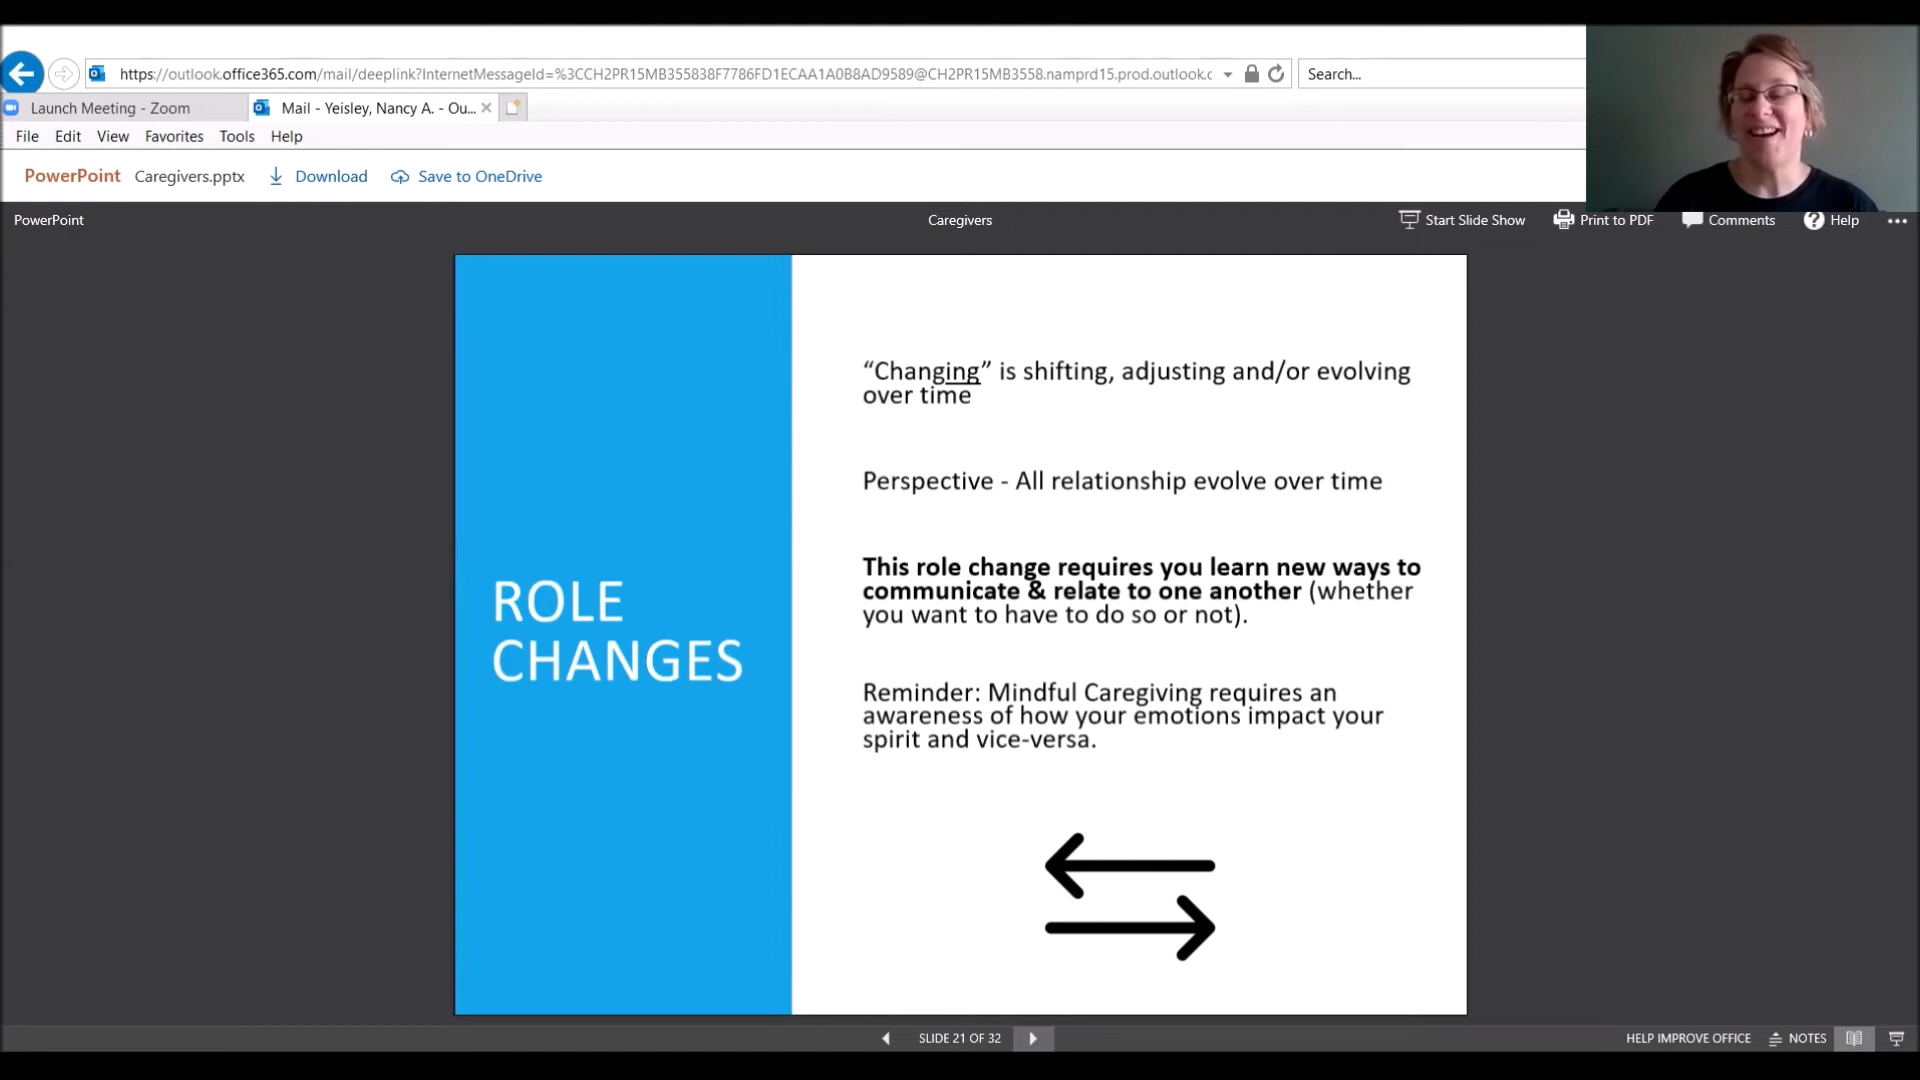 https://outlook.office365.com/mail/deeplink?InternetMessageId=%3CCH2PR15MB355838F7786FD1ECAA1A0B8AD9589@CH2PR15MB3558.namprd15.prod.outlook.c
Search...
Launch Meeting - Zoom
Mail - Yeisley, Nancy A. - Ou...
File Edit View Favorites Tools Help
PowerPoint Caregivers.pptx Download Save to OneDrive
PowerPoint
Caregivers
Start Slide Show Print to PDF Comments Help
ROLE
CHANGES
“Changing” is shifting, adjusting and/or evolving
over time
Perspective - All relationship evolve over time
This role change requires you learn new ways to
communicate & relate to one another (whether
you want to have to do so or not).
Reminder: Mindful Caregiving requires an
awareness of how your emotions impact your
spirit and vice-versa.
SLIDE 21 OF 32
HELP IMPROVE OFFICE NOTES